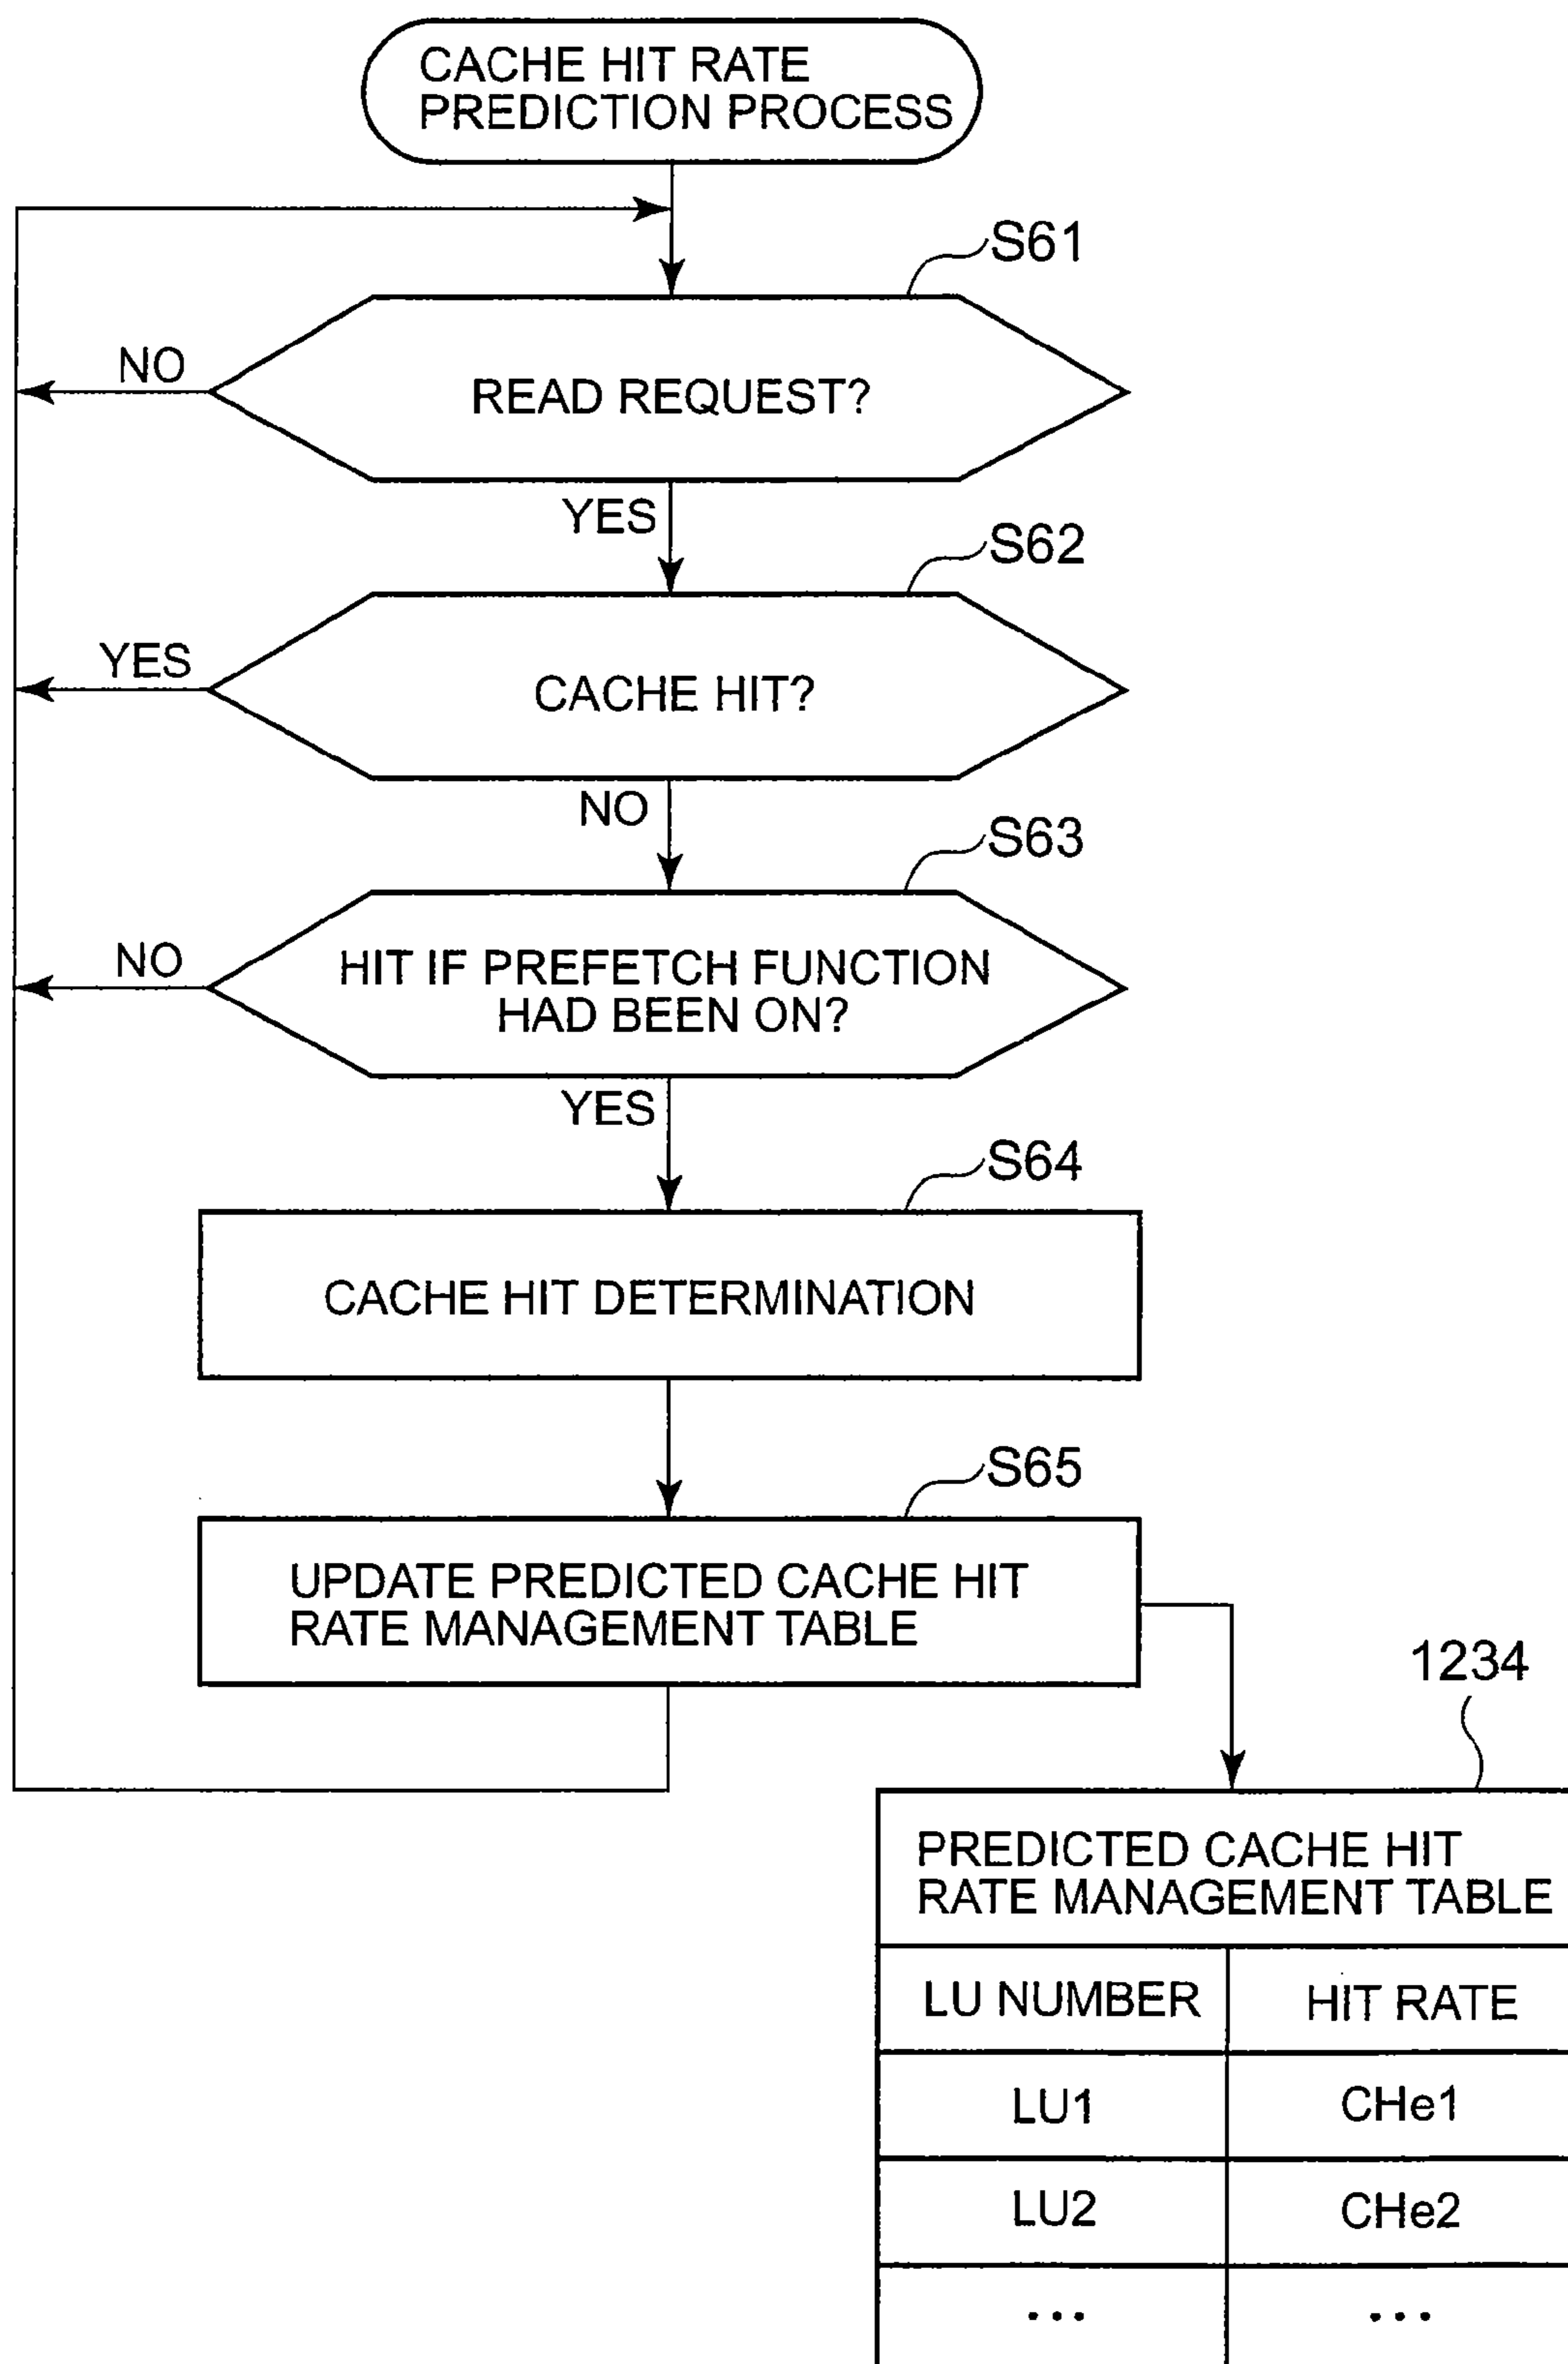 CACHE HIT RATE
PREDICTION PROCESS
S61
NO
READ REQUEST?
YES
S62
YES
CACHE HIT?
NO
S63
NO
HIT IF PREFETCH FUNCTION
HAD BEEN ON?
YES
S64
CACHE HIT DETERMINATION
S65
UPDATE PREDICTED CACHE HIT
RATE MANAGEMENT TABLE
1234
PREDICTED CACHE HIT
RATE MANAGEMENT TABLE
LU NUMBER HIT RATE
LU1 CHe1
LU2 CHe2
... ...